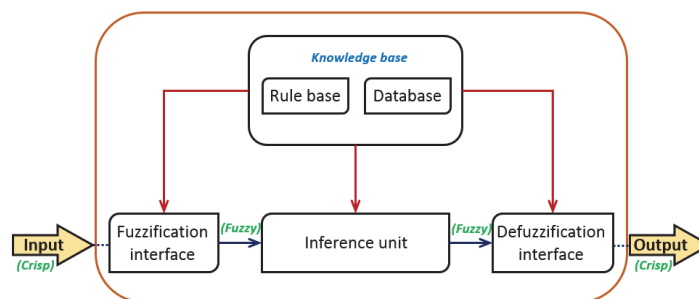 Knowledge base
Rule base
Database
Input
(Crisp)
Fuzzification
interface
(Fuzzy)
Inference unit
(Fuzzy)
Defuzzification
interface
Output
(Crisp)